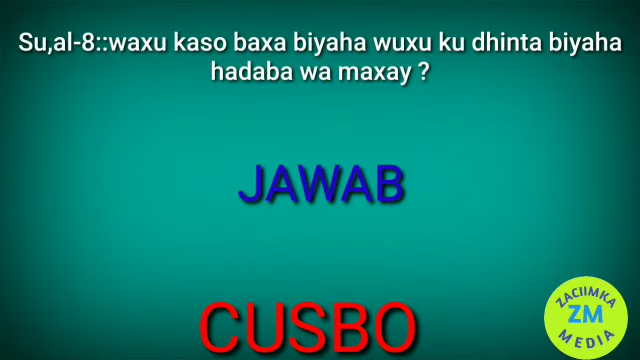 Su,al-8::waxu kaso baxa biyaha wuxu ku dhinta biyaha
hadaba wa maxay ?
JAWAB
CUSBO
ZACIIMKA
ZM
MEDIA